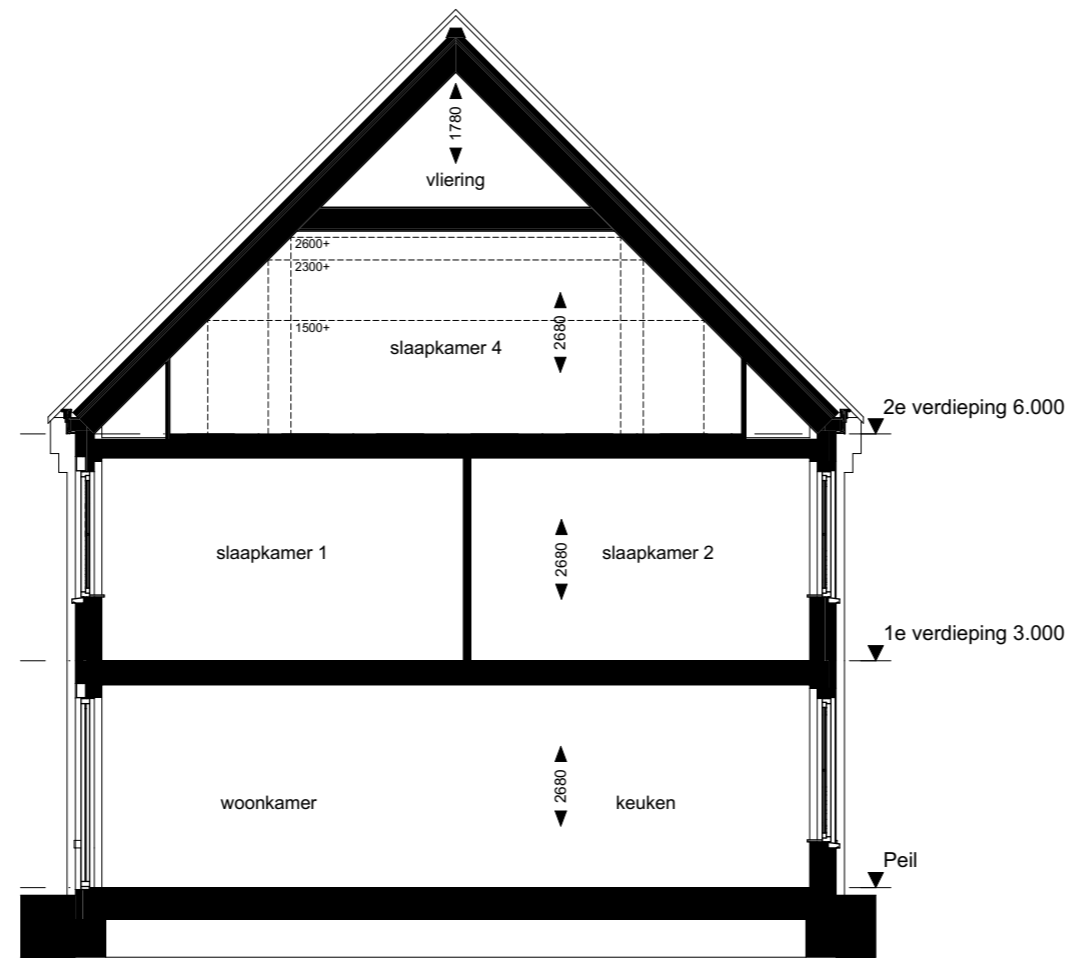 1780
vliering
2600+
2300+
1500+
2680
slaapkamer 4
2e verdieping 6.000
slaapkamer 1
2680
slaapkamer 2
1e verdieping 3.000
woonkamer
2680
keuken
Peil